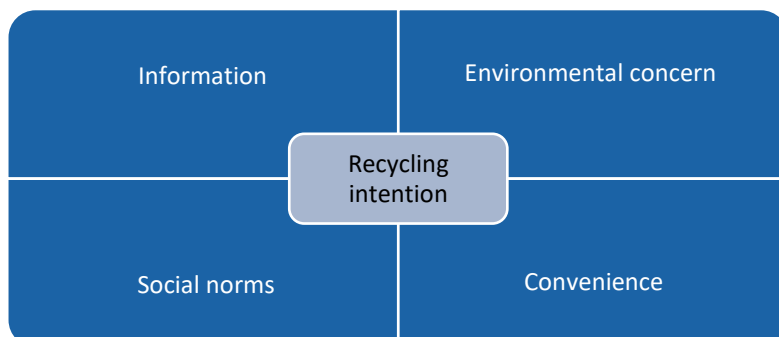 Information
Environmental concern
Recycling
intention
Social norms
Convenience